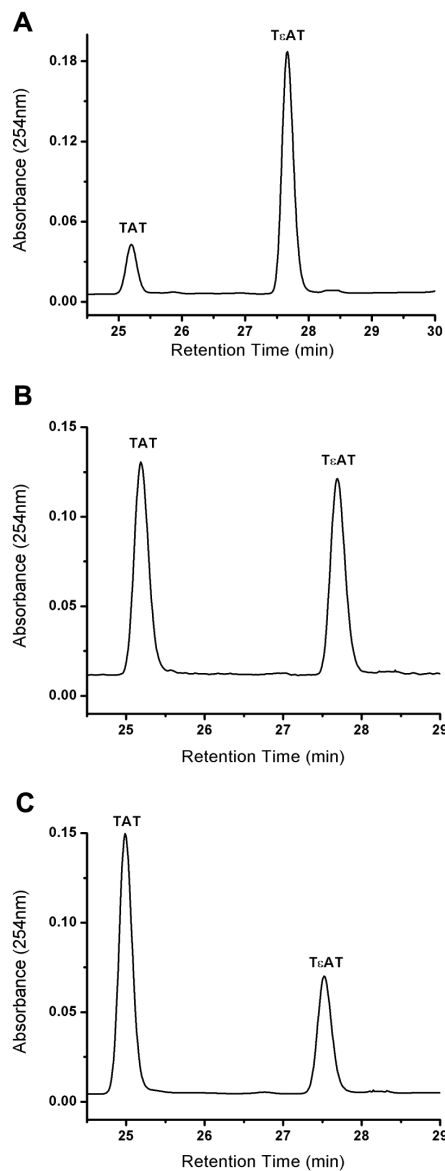 A
TεAT
0.18
0.12
TAT
0.06
0.00
Absorbance (254nm)
25 26 27 28 29 30
Retention Time (min)
B
0.15
TAT
TεAT
0.10
0.05
0.00
Absorbance (254nm)
25 26 27 28 29
Retention Time (min)
C
TAT
0.15
TεAT
0.10
0.05
0.00
Absorbance (254nm)
25 26 27 28 29
Retention Time (min)